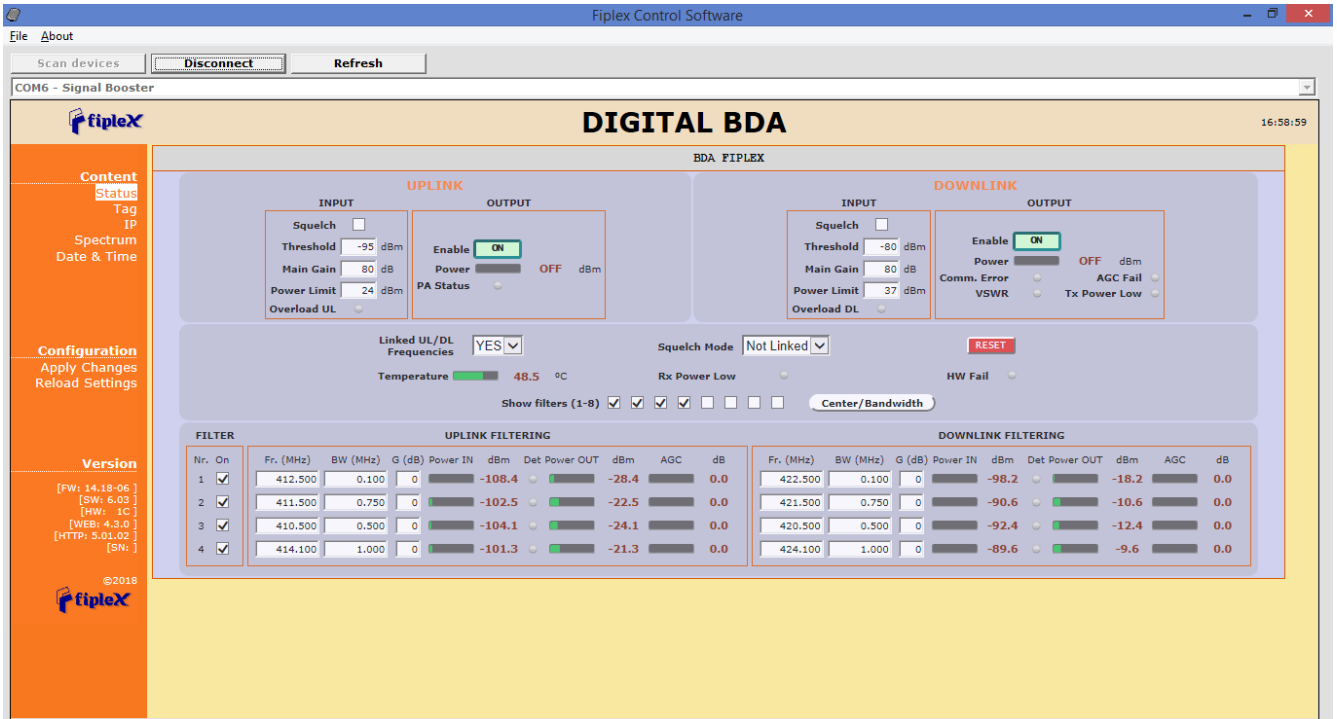 Fiplex Control Software
File About
Scan devices Disconnect Refresh
COM6 - Signal Booster
fipleX DIGITAL BDA 16:58:59
BDA FIPLEX
Content
Status
Tag
IP
Spectrum
Date & Time
Configuration
Apply Changes
Reload Settings
Version
[FW: 14.18-06 ]
[SW: 6.03 ]
[HW: 1C ]
[WEB: 4.3.0 ]
[HTTP: 5.01.02 ]
[SN: ]
©2018
fipleX
UPLINK
INPUT OUTPUT
Squelch
Threshold -95 dBm
Main Gain 80 dB
Power Limit 24 dBm
Overload UL
Enable ON
Power OFF dBm
PA Status
DOWNLINK
INPUT OUTPUT
Squelch
Threshold -80 dBm
Main Gain 80 dB
Power Limit 37 dBm
Overload DL
Enable ON
Power OFF dBm
Comm. Error AGC Fail
VSWR Tx Power Low
Linked UL/DL
Frequencies YES Squelch Mode Not Linked RESET
Temperature 48.5 ºC Rx Power Low HW Fail
Show filters (1-8) Center/Bandwidth
FILTER UPLINK FILTERING DOWNLINK FILTERING
Nr. On Fr. (MHz) BW (MHz) G (dB) Power IN dBm Det Power OUT dBm AGC dB Fr. (MHz) BW (MHz) G (dB) Power IN dBm Det Power OUT dBm AGC dB
1 412.500 0.100 0 -108.4 -28.4 0.0 422.500 0.100 0 -98.2 -18.2 0.0
2 411.500 0.750 0 -102.5 -22.5 0.0 421.500 0.750 0 -90.6 -10.6 0.0
3 410.500 0.500 0 -104.1 -24.1 0.0 420.500 0.500 0 -92.4 -12.4 0.0
4 414.100 1.000 0 -101.3 -21.3 0.0 424.100 1.000 0 -89.6 -9.6 0.0